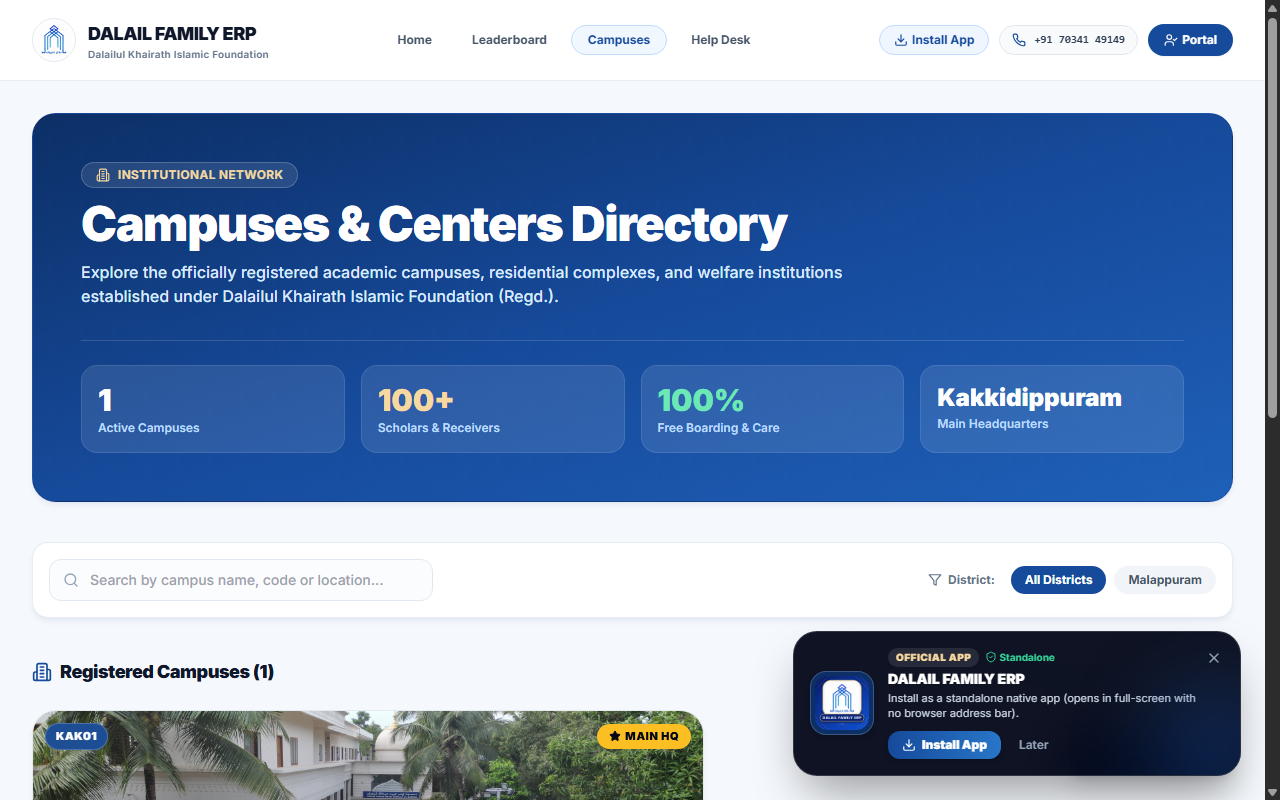 DALAIL FAMILY ERP
Dalailul Khairath Islamic Foundation
Home
Leaderboard
Campuses
Help Desk
Install App
+91 70341 49149
Portal
INSTITUTIONAL NETWORK
Campuses & Centers Directory
Explore the officially registered academic campuses, residential complexes, and welfare institutions
established under Dalailul Khairath Islamic Foundation (Regd.).
1
Active Campuses
100+
Scholars & Receivers
100%
Free Boarding & Care
Kakkidippuram
Main Headquarters
Search by campus name, code or location...
District:
All Districts
Malappuram
Registered Campuses (1)
KAK01
MAIN HQ
OFFICIAL APP
Standalone
DALAIL FAMILY ERP
Install as a standalone native app (opens in full-screen with
no browser address bar).
Install App
Later
DALAIL FAMILY ERP